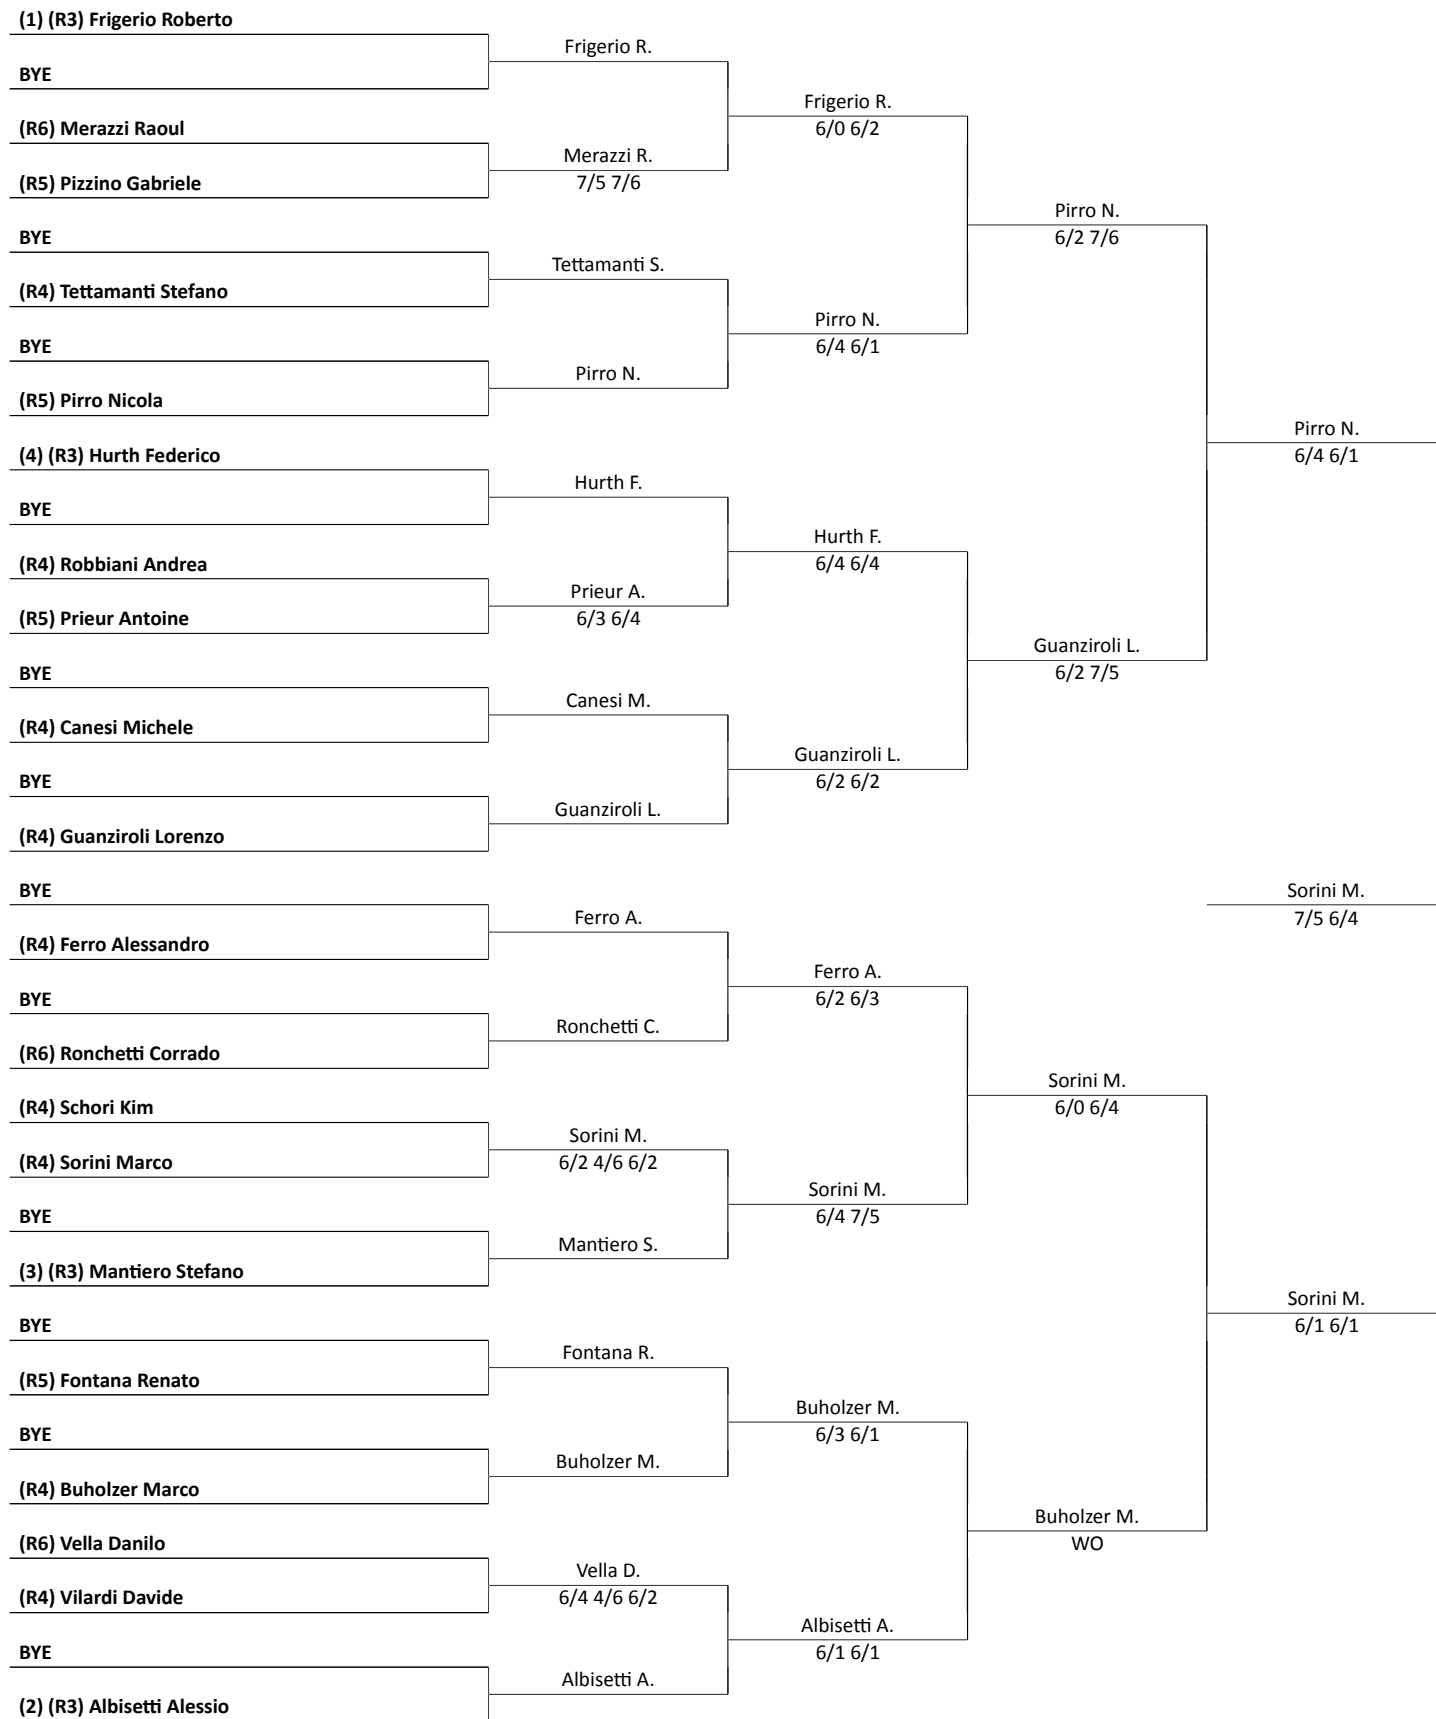 (1) (R3) Frigerio Roberto
Frigerio R.
BYE
Frigerio R.
6/0 6/2
(R6) Merazzi Raoul
Merazzi R.
7/5 7/6
(R5) Pizzino Gabriele
Pirro N.
6/2 7/6
BYE
Tettamanti S.
(R4) Tettamanti Stefano
Pirro N.
6/4 6/1
BYE
Pirro N.
(R5) Pirro Nicola
Pirro N.
6/4 6/1
(4) (R3) Hurth Federico
Hurth F.
BYE
Hurth F.
6/4 6/4
(R4) Robbiani Andrea
Prieur A.
6/3 6/4
(R5) Prieur Antoine
Guanziroli L.
6/2 7/5
BYE
Canesi M.
(R4) Canesi Michele
Guanziroli L.
6/2 6/2
BYE
Guanziroli L.
(R4) Guanziroli Lorenzo
BYE
Sorini M.
7/5 6/4
Ferro A.
(R4) Ferro Alessandro
Ferro A.
6/2 6/3
BYE
Ronchetti C.
(R6) Ronchetti Corrado
Sorini M.
6/0 6/4
(R4) Schori Kim
Sorini M.
6/2 4/6 6/2
(R4) Sorini Marco
Sorini M.
6/4 7/5
BYE
Mantiero S.
(3) (R3) Mantiero Stefano
Sorini M.
6/1 6/1
BYE
Fontana R.
(R5) Fontana Renato
Buholzer M.
6/3 6/1
BYE
Buholzer M.
(R4) Buholzer Marco
Buholzer M.
WO
(R6) Vella Danilo
Vella D.
6/4 4/6 6/2
(R4) Vilardi Davide
Albisetti A.
6/1 6/1
BYE
Albisetti A.
(2) (R3) Albisetti Alessio